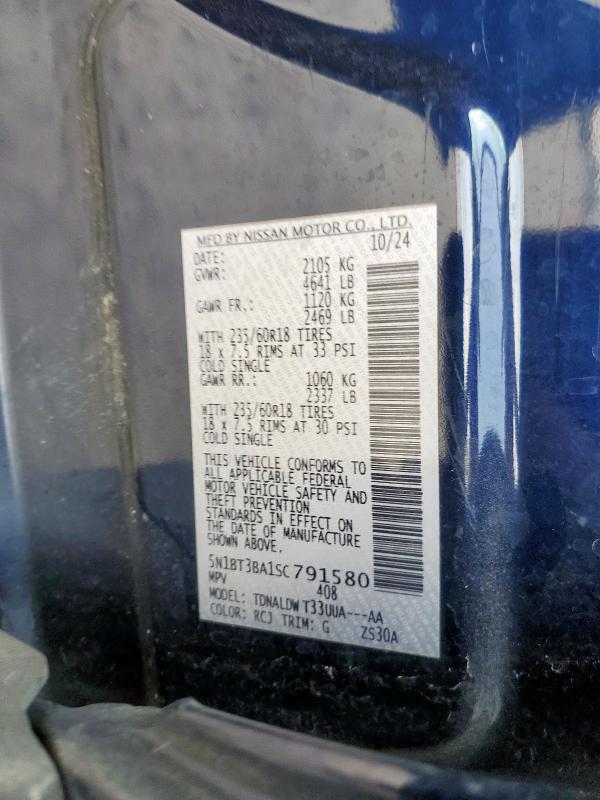 MFD BY NISSAN MOTOR CO., LTD.
DATE: 10/24
GVWR: 2105 KG
4641 LB
GAWR FR.: 1120 KG
2469 LB
WITH 235/60R18 TIRES
18 x 7.5 RIMS AT 33 PSI
COLD SINGLE
GAWR RR.: 1060 KG
2337 LB
WITH 235/60R18 TIRES
18 x 7.5 RIMS AT 30 PSI
COLD SINGLE
THIS VEHICLE CONFORMS TO
ALL APPLICABLE FEDERAL
MOTOR VEHICLE SAFETY AND
THEFT PREVENTION
STANDARDS IN EFFECT ON
THE DATE OF MANUFACTURE
SHOWN ABOVE.
5N1BT3BA1SC791580
MPV 408
MODEL: TDNALDW T33UUA---AA
COLOR: RCJ TRIM: G ZS30A